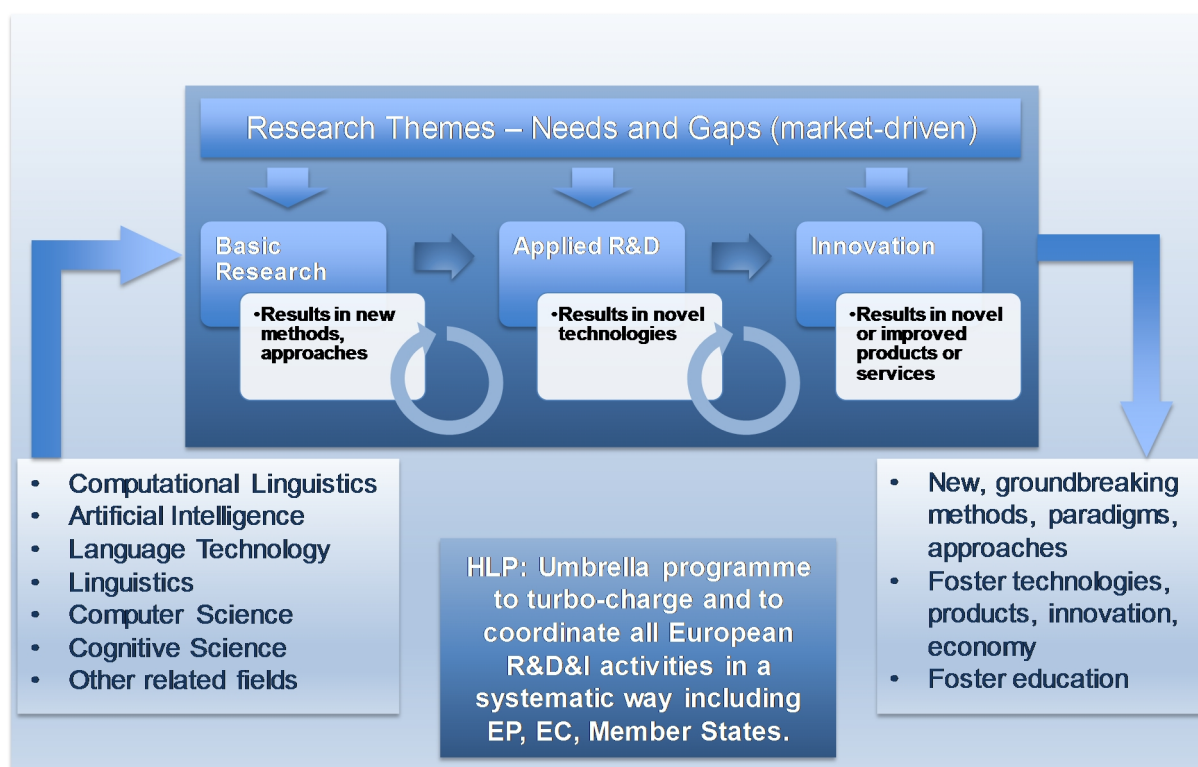 Research Themes – Needs and Gaps (market-driven)
Basic
Research
•Results in new
methods,
approaches
Applied R&D
•Results in novel
technologies
Innovation
•Results in novel
or improved
products or
services
• Computational Linguistics
• Artificial Intelligence
• Language Technology
• Linguistics
• Computer Science
• Cognitive Science
• Other related fields
HLP: Umbrella programme
to turbo-charge and to
coordinate all European
R&D&I activities in a
systematic way including
EP, EC, Member States.
• New, groundbreaking
methods, paradigms,
approaches
• Foster technologies,
products, innovation,
economy
• Foster education